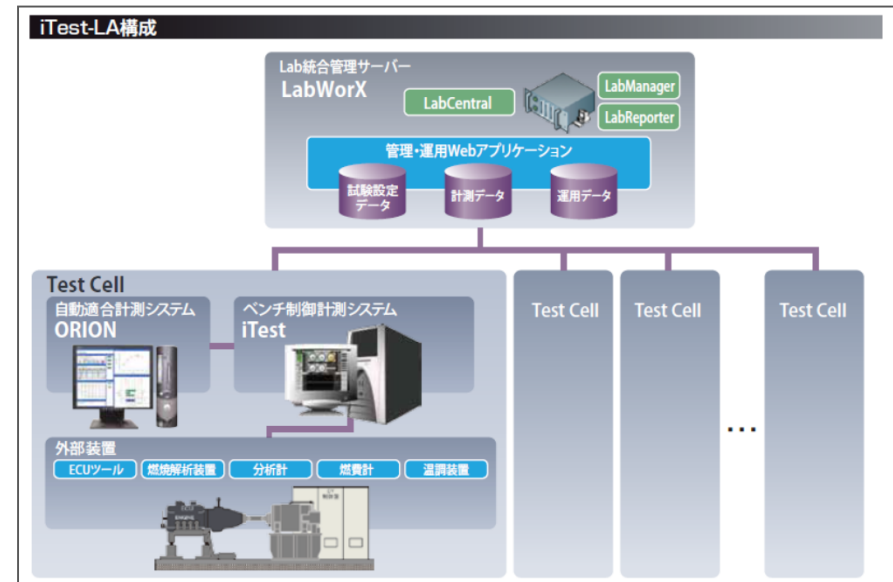 iTest-LA構成
Lab統合管理サーバー
LabWorX
LabCentral
LabManager
LabReporter
管理・運用Webアプリケーション
試験設定
データ
計測データ
運用データ
Test Cell
自動適合計測システム
ORION
ベンチ制御計測システム
iTest
外部装置
ECUツール
燃焼解析装置
分析計
燃費計
温調装置
Test Cell
Test Cell
...
Test Cell